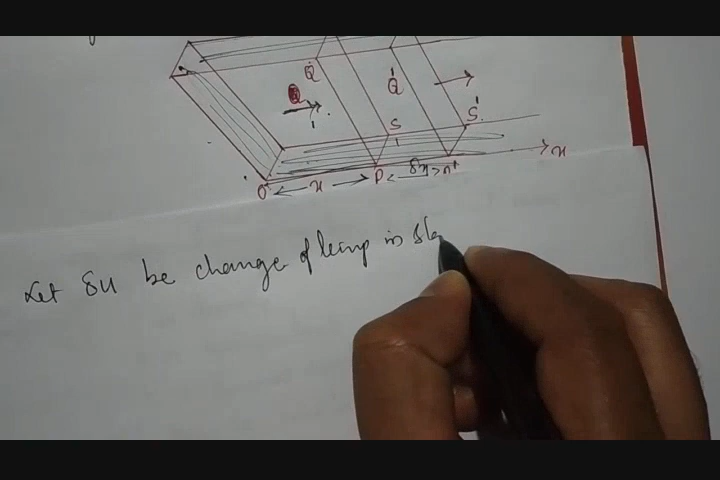 Q Q'
Q
S S'
O x P δx P' x
Let δu be change of temp in sla